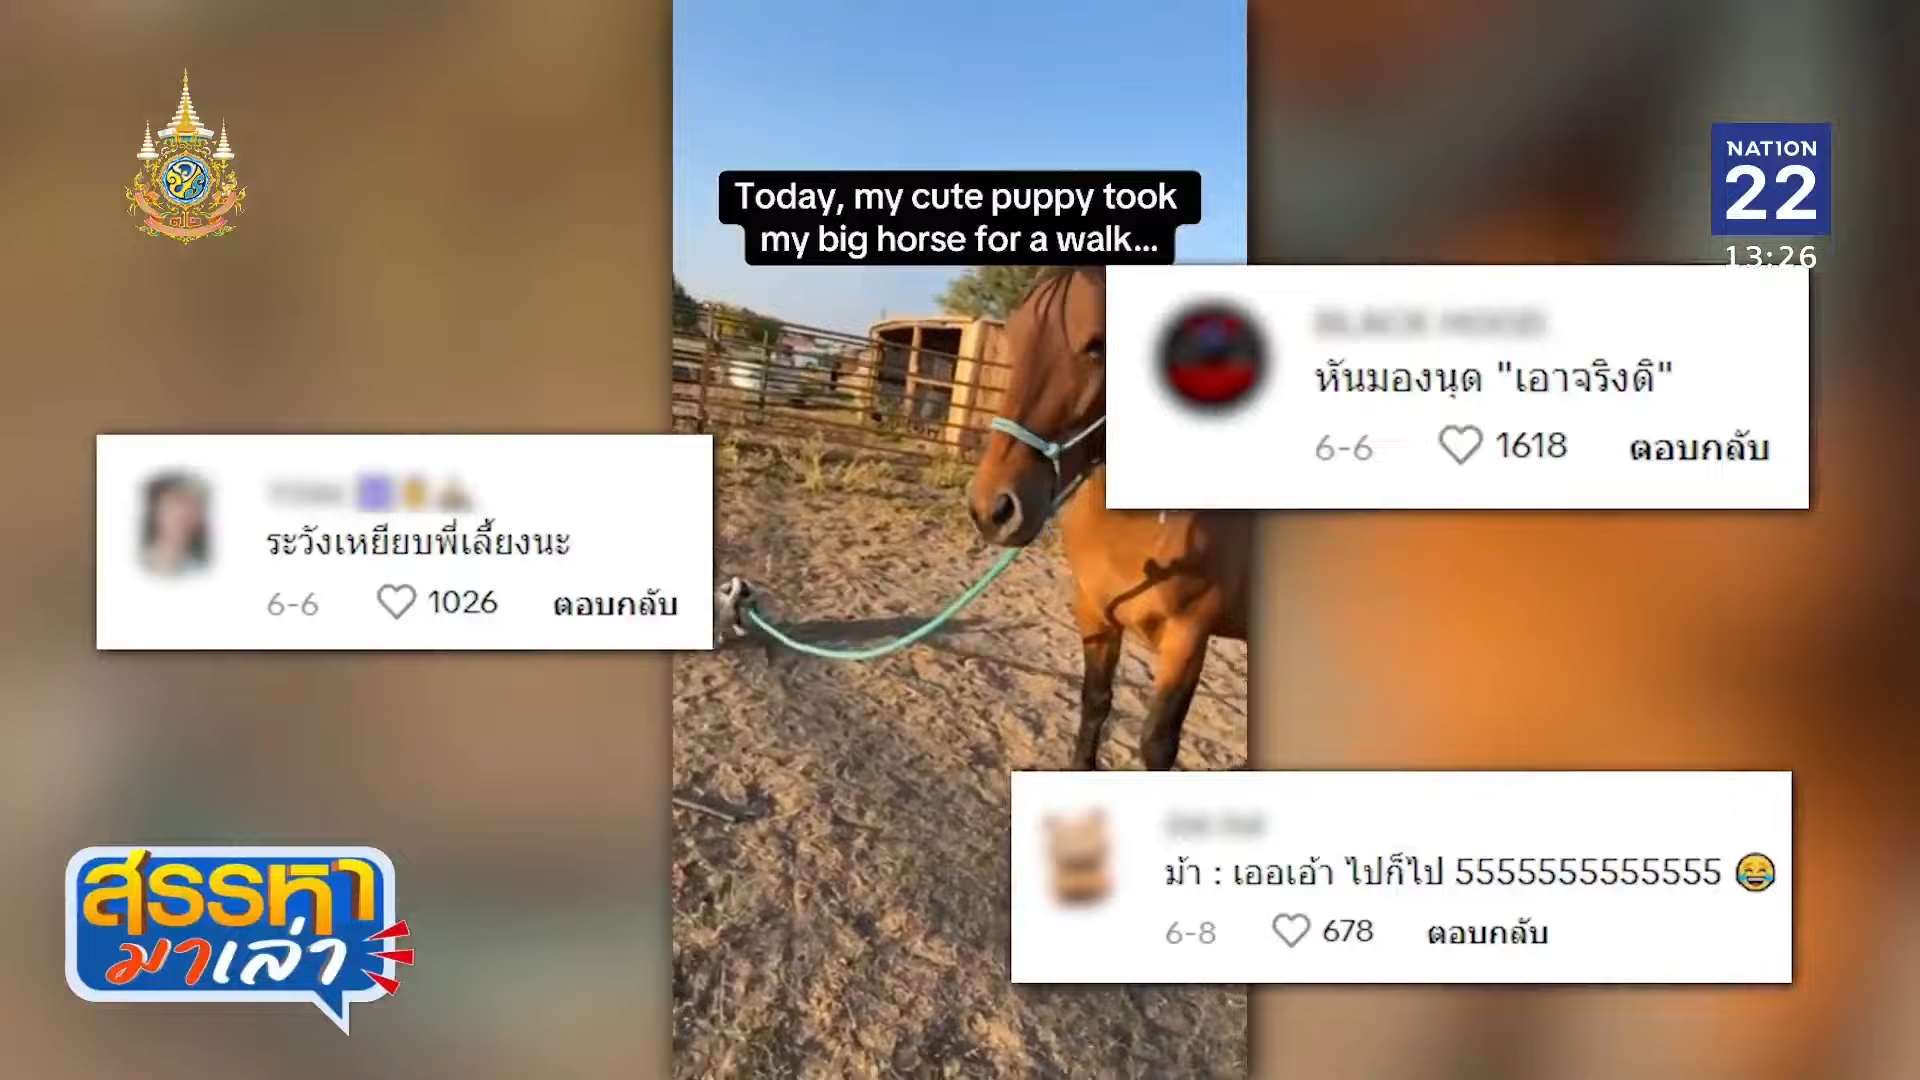 NATION
22
13:26
Today, my cute puppy took
my big horse for a walk...
หันมองนุด "เอาจริงดิ"
6-6 1618 ตอบกลับ
ระวังเหยียบพี่เลี้ยงนะ
6-6 1026 ตอบกลับ
ม้า : เออเอ้า ไปก็ไป 5555555555555 😂
6-8 678 ตอบกลับ
สรรหา
มาเล่า